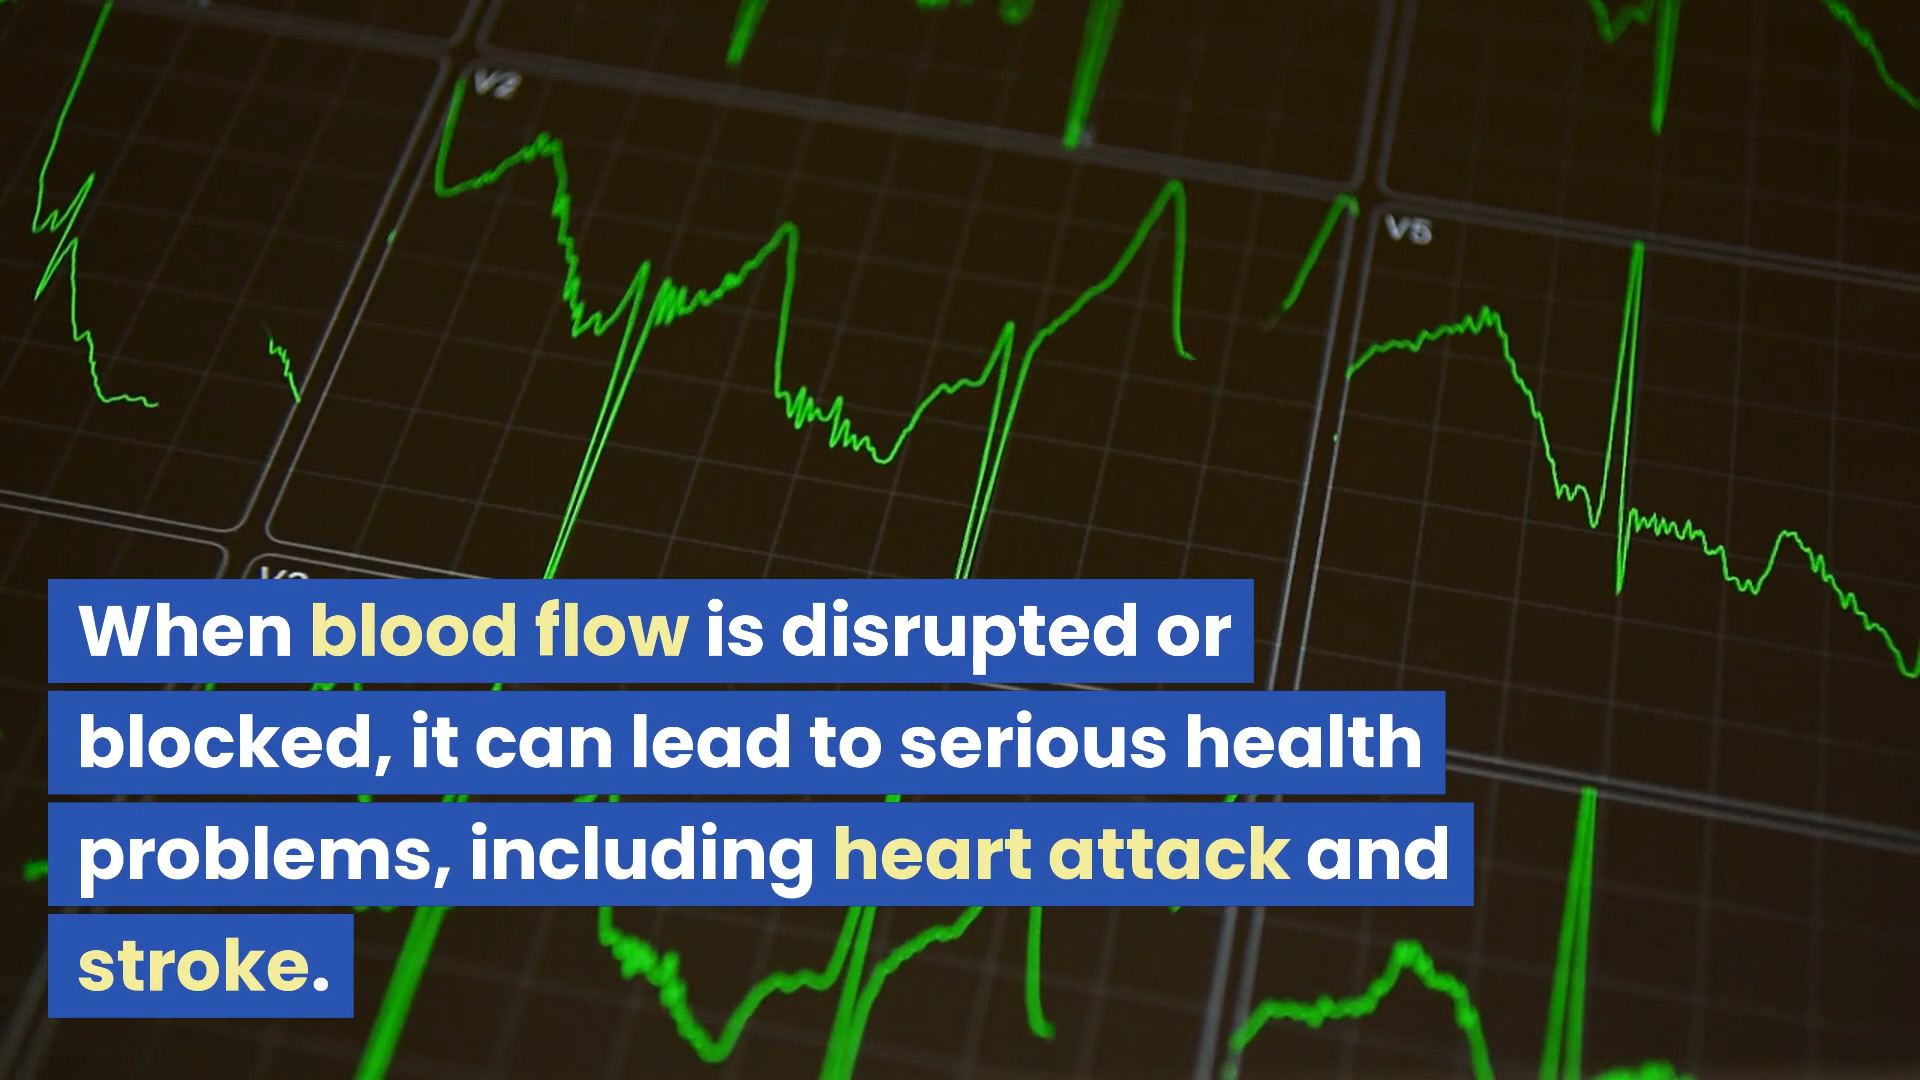 V2
V5
When blood flow is disrupted or
blocked, it can lead to serious health
problems, including heart attack and
stroke.